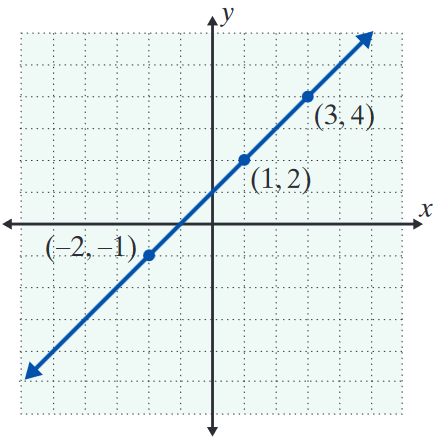 y
(3, 4)
(1, 2)
x
(–2, –1)